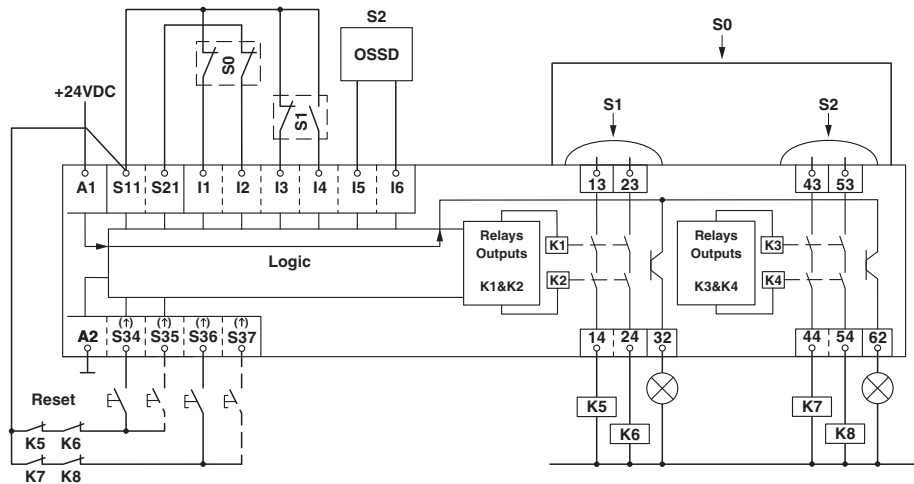 S2
OSSD
S0
S0
+24VDC
S1
S1
S2
A1 S11 S21 I1 I2 I3 I4 I5 I6
13 23
43 53
Relays
Outputs
K1&K2
K1
K2
Relays
Outputs
K3&K4
K3
K4
Logic
(↑) (↑) (↑) (↑)
A2 S34 S35 S36 S37
14 24 32
44 54 62
Reset
K5
K7
K5 K6
K6
K8
K7 K8